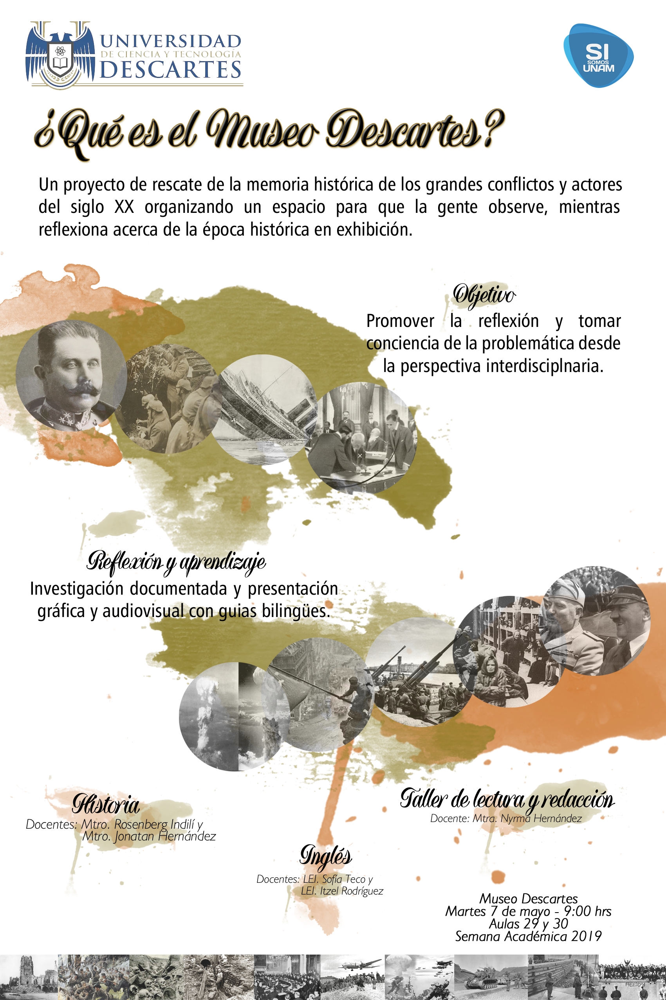 UNIVERSIDAD
DE CIENCIA Y TECNOLOGÍA
DESCARTES
SI
SOMOS
UNAM
¿Qué es el Museo Descartes?
Un proyecto de rescate de la memoria histórica de los grandes conflictos y actores
del siglo XX organizando un espacio para que la gente observe, mientras
reflexiona acerca de la época histórica en exhibición.
Objetivo
Promover la reflexión y tomar
conciencia de la problemática desde
la perspectiva interdisciplnaria.
Reflexión y aprendizaje
Investigación documentada y presentación
gráfica y audiovisual con guias bilingües.
Historia
Docentes: Mtro. Rosenberg Indilí y
Mtro. Jonatan Hernández
Taller de lectura y redacción
Docente: Mtra. Nyrma Hernández
Inglés
Docentes: LEI. Sofía Teco y
LEI. Itzel Rodríguez
Museo Descartes
Martes 7 de mayo - 9:00 hrs
Aulas 29 y 30
Semana Académica 2019
FREEDOM